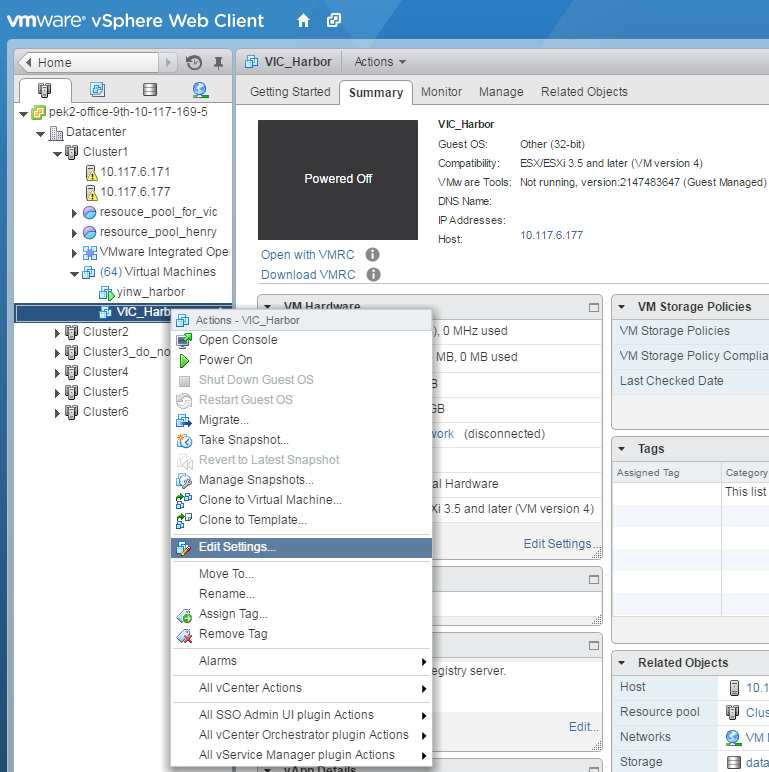 vmware® vSphere Web Client
Home
VIC_Harbor Actions
Getting Started Summary Monitor Manage Related Objects
pek2-office-9th-10-117-169-5
Datacenter
Cluster1
10.117.6.171
10.117.6.177
resouce_pool_for_vic
resource_pool_henry
VMware Integrated Ope
(64) Virtual Machines
yinw_harbor
VIC_Harb
Cluster2
Cluster3_do_no
Cluster4
Cluster5
Cluster6
Powered Off
Open with VMRC
Download VMRC
VIC_Harbor
Guest OS: Other (32-bit)
Compatibility: ESX/ESXi 3.5 and later (VM version 4)
VMware Tools: Not running, version:2147483647 (Guest Managed)
DNS Name:
IP Addresses:
Host: 10.117.6.177
VM Hardware
), 0 MHz used
MB, 0 MB used
B
GB
work (disconnected)
al Hardware
Xi 3.5 and later (VM version 4)
Edit Settings...
egistry server.
Edit...
vApp Details
Actions - VIC_Harbor
Open Console
Power On
Shut Down Guest OS
Restart Guest OS
Migrate...
Take Snapshot...
Revert to Latest Snapshot
Manage Snapshots...
Clone to Virtual Machine...
Clone to Template...
Edit Settings...
Move To...
Rename...
Assign Tag...
Remove Tag
Alarms
All vCenter Actions
All SSO Admin UI plugin Actions
All vCenter Orchestrator plugin Actions
All vService Manager plugin Actions
VM Storage Policies
VM Storage Policies
VM Storage Policy Complia
Last Checked Date
Tags
Assigned Tag Category
This list
Related Objects
Host 10.1
Resource pool Clus
Networks VM N
Storage data